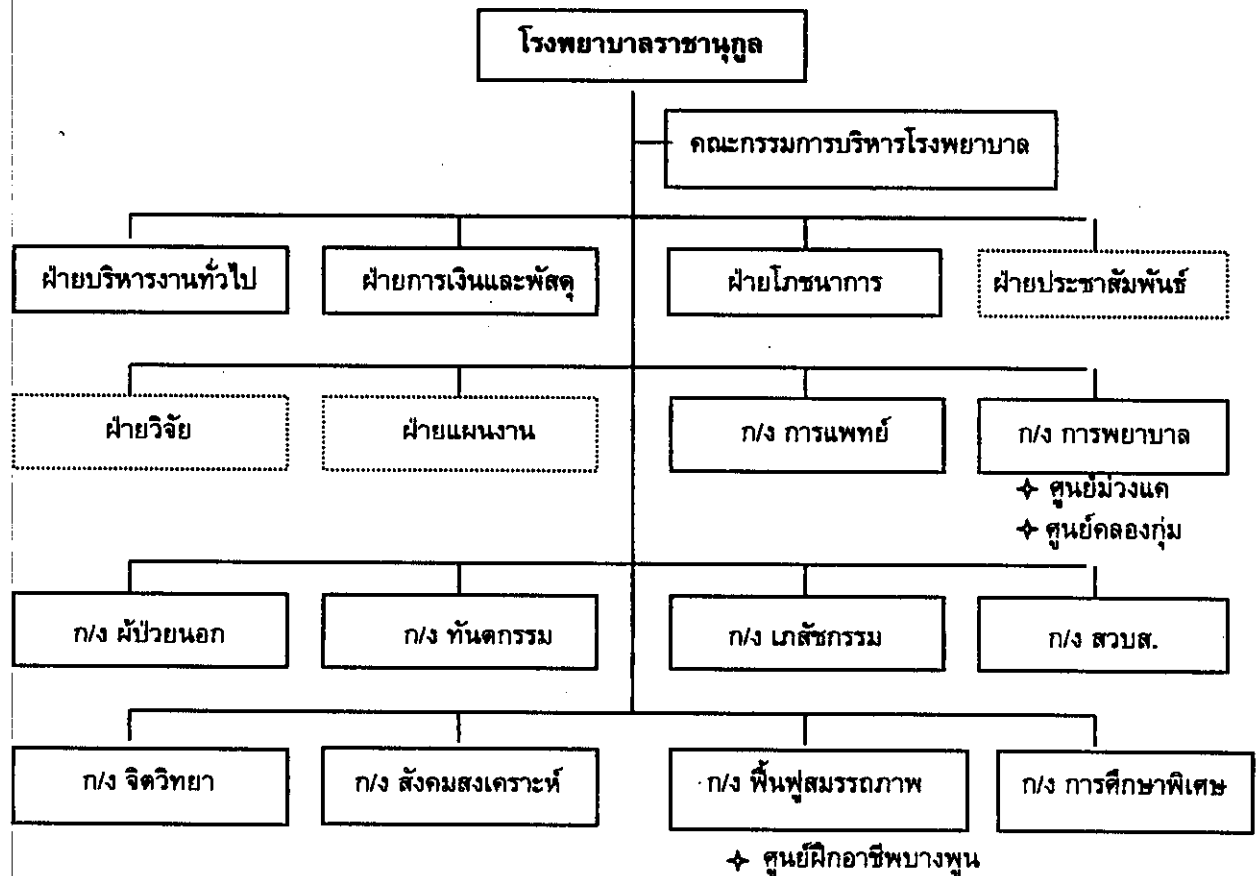 โรงพยาบาลราชานุกูล
คณะกรรมการบริหารโรงพยาบาล
ฝ่ายบริหารงานทั่วไป
ฝ่ายการเงินและพัสดุ
ฝ่ายโภชนาการ
ฝ่ายประชาสัมพันธ์
ฝ่ายวิจัย
ฝ่ายแผนงาน
ก/ง การแพทย์
ก/ง การพยาบาล
✧ ศูนย์ม่วงแค
✧ ศูนย์คลองกุ่ม
ก/ง ผู้ป่วยนอก
ก/ง ทันตกรรม
ก/ง เภสัชกรรม
ก/ง สวบส.
ก/ง จิตวิทยา
ก/ง สังคมสงเคราะห์
ก/ง ฟื้นฟูสมรรถภาพ
ก/ง การศึกษาพิเศษ
✧ ศูนย์ฝึกอาชีพบางพูน